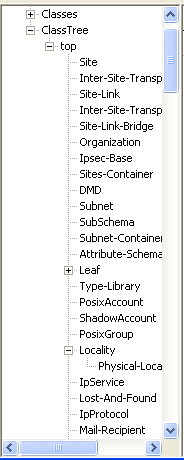 Classes
ClassTree
top
Site
Inter-Site-Transp
Site-Link
Inter-Site-Transp
Site-Link-Bridge
Organization
Ipsec-Base
Sites-Container
DMD
Subnet
SubSchema
Subnet-Container
Attribute-Schema
Leaf
Type-Library
PosixAccount
ShadowAccount
PosixGroup
Locality
Physical-Loca
IpService
Lost-And-Found
IpProtocol
Mail-Recipient